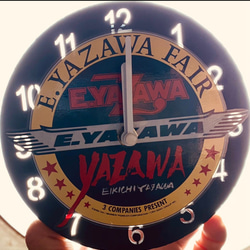 E.YAZAWA FAIR
E.YAZAWA
E.YAZAWA
YAZAWA
EIKICHI YAZAWA
3 COMPANIES PRESENT
12
1
2
3
4
5
6
7
8
9
10
11